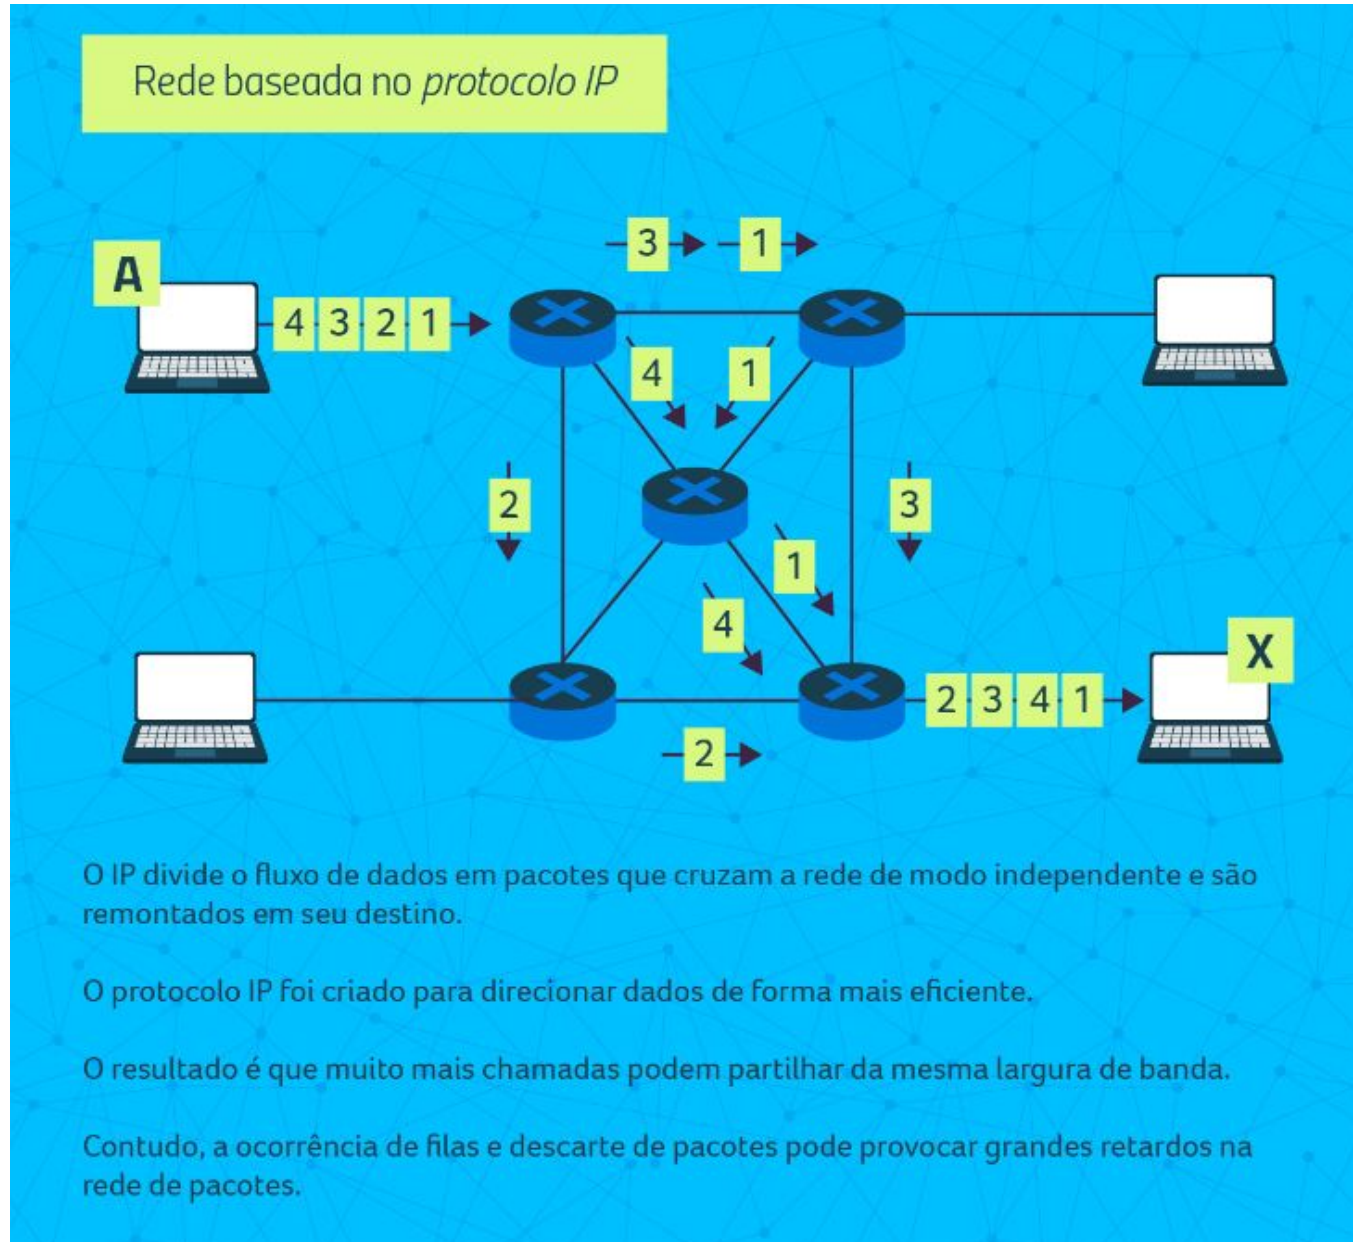 Rede baseada no protocolo IP
3 1
A
4 3 2 1
4 1
2
3
1
4
X
2 3 4 1
2
O IP divide o fluxo de dados em pacotes que cruzam a rede de modo independente e são
remontados em seu destino.
O protocolo IP foi criado para direcionar dados de forma mais eficiente.
O resultado é que muito mais chamadas podem partilhar da mesma largura de banda.
Contudo, a ocorrência de filas e descarte de pacotes pode provocar grandes retardos na
rede de pacotes.